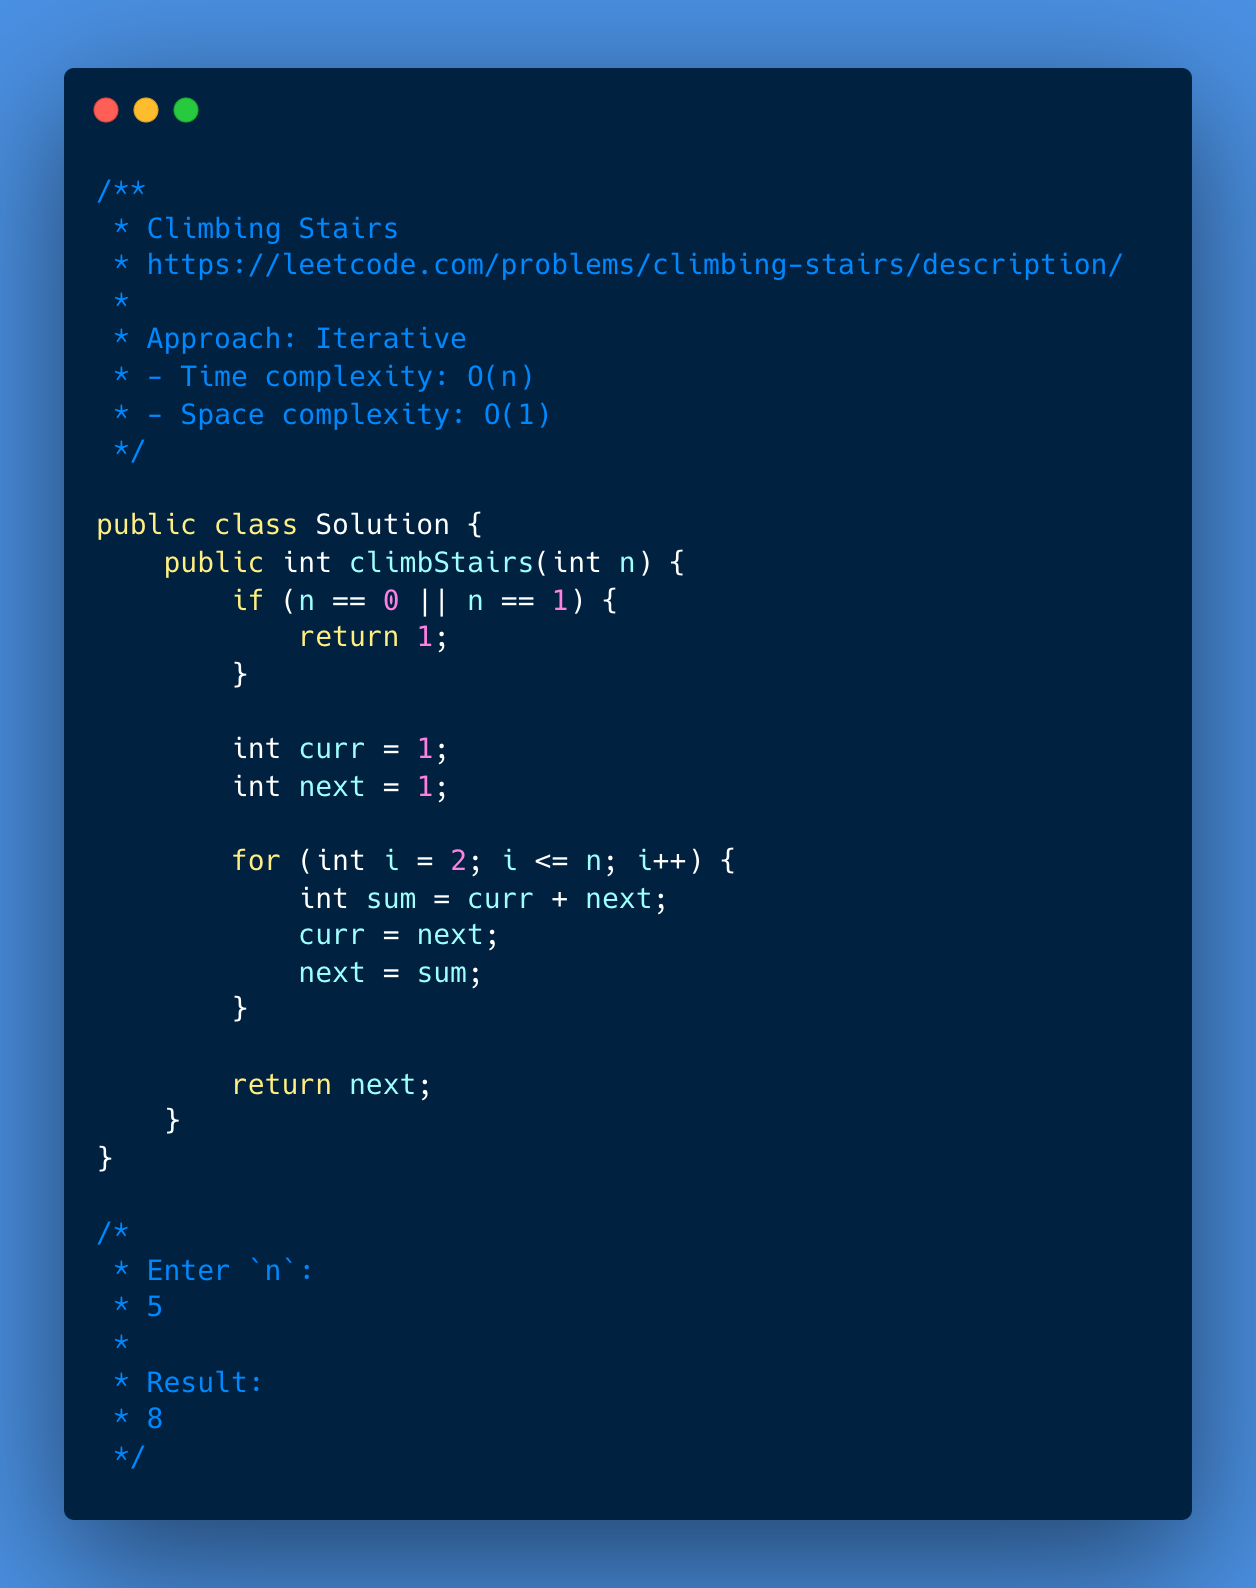 /**
 * Climbing Stairs
 * https://leetcode.com/problems/climbing-stairs/description/
 *
 * Approach: Iterative
 * - Time complexity: O(n)
 * - Space complexity: O(1)
 */

public class Solution {
    public int climbStairs(int n) {
        if (n == 0 || n == 1) {
            return 1;
        }

        int curr = 1;
        int next = 1;

        for (int i = 2; i <= n; i++) {
            int sum = curr + next;
            curr = next;
            next = sum;
        }

        return next;
    }
}

/*
 * Enter `n`:
 * 5
 *
 * Result:
 * 8
 */